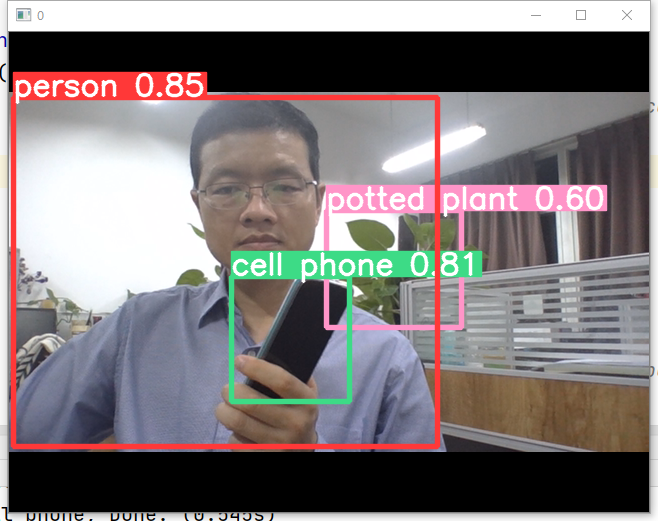 0
person 0.85
potted plant 0.60
cell phone 0.81
l phone, Done. (0.545s)